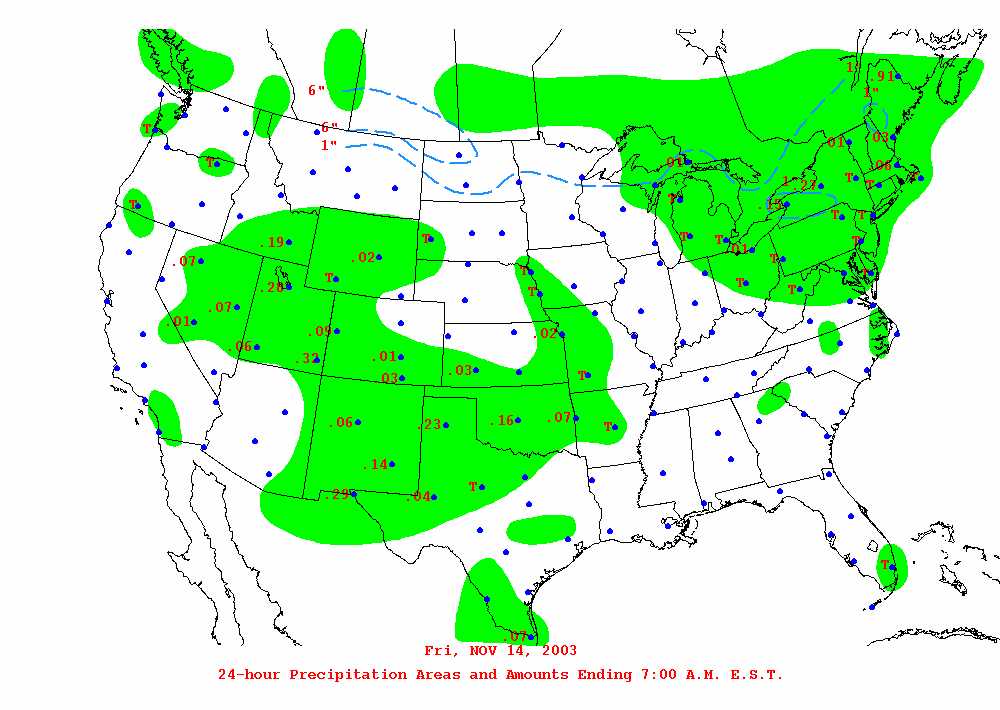 1
.91
6"
1"
6"
T
1"
.03
.01
.01
T
.06
T
T
T
1
.27
T
T
.15
T
T
T
T
T
T
.19
.01
.02
T
.07
T
T
T
T
.28
T
T
T
.07
.01
.09
.02
.06
.32
.01
.03
.03
T
.06
.23
.16
.07
T
.14
T
.29
.04
T
.07
Fri, NOV 14, 2003
24-hour Precipitation Areas and Amounts Ending 7:00 A.M. E.S.T.